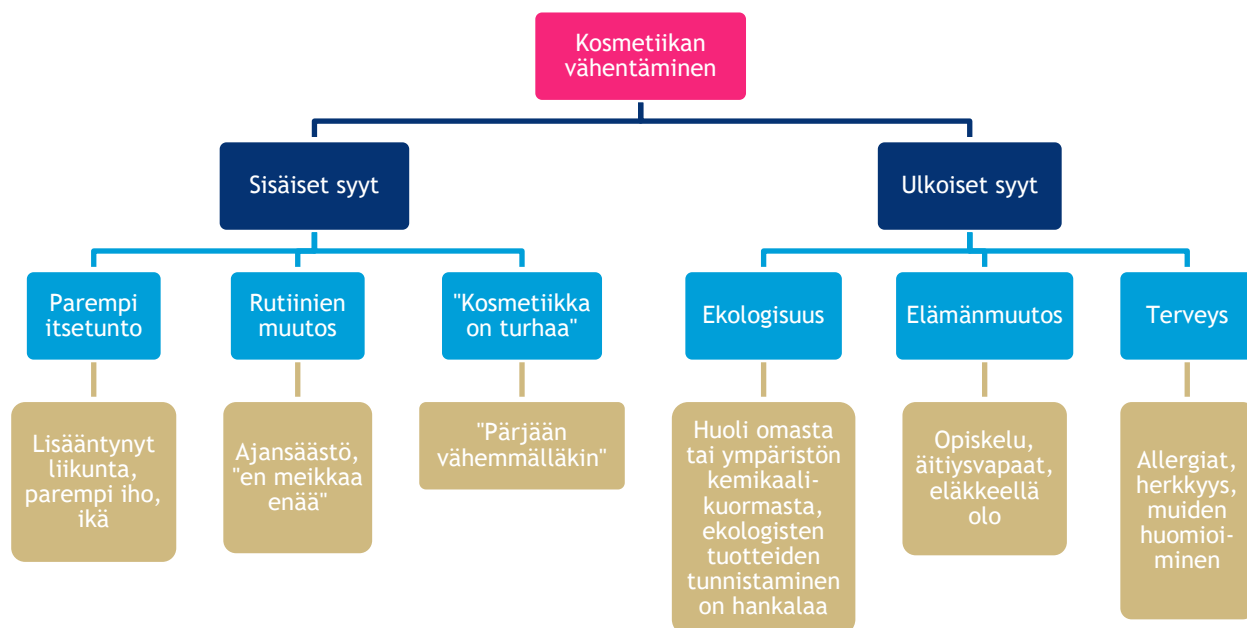 Kosmetiikan
vähentäminen
Sisäiset syyt
Ulkoiset syyt
Parempi
itsetunto
Rutiinien
muutos
"Kosmetiikka
on turhaa"
Ekologisuus
Elämänmuutos
Terveys
Lisääntynyt
liikunta,
parempi iho,
ikä
Ajansäästö,
"en meikkaa
enää"
"Pärjään
vähemmälläkin"
Huoli omasta
tai ympäristön
kemikaali-
kuormasta,
ekologisten
tuotteiden
tunnistaminen
on hankalaa
Opiskelu,
äitiysvapaat,
eläkkeellä
olo
Allergiat,
herkkyys,
muiden
huomioi-
minen